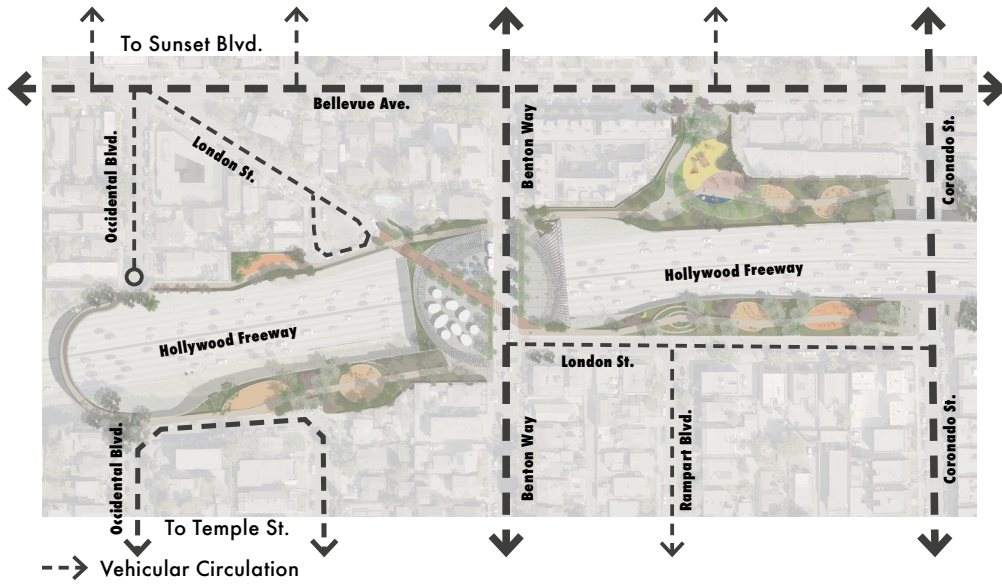 To Sunset Blvd.
Bellevue Ave.
Occidental Blvd.
London St.
Benton Way
Coronado St.
Hollywood Freeway
Hollywood Freeway
London St.
Occidental Blvd.
Benton Way
Rampart Blvd.
Coronado St.
To Temple St.
Vehicular Circulation